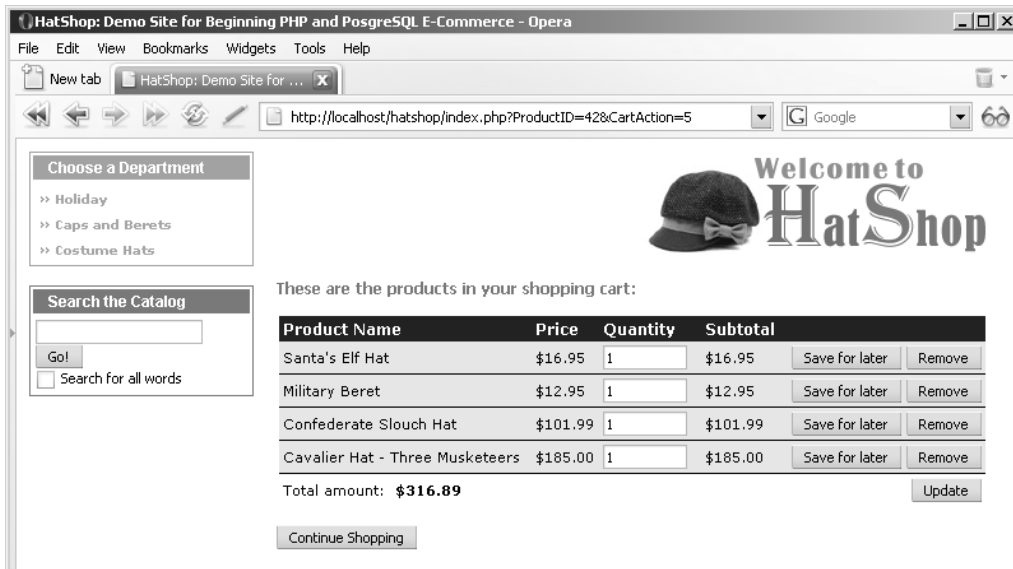 HatShop: Demo Site for Beginning PHP and PosgreSQL E-Commerce - Opera
File Edit View Bookmarks Widgets Tools Help
New tab HatShop: Demo Site for ... X
http://localhost/hatshop/index.php?ProductID=42&CartAction=5 G Google
Choose a Department
» Holiday
» Caps and Berets
» Costume Hats
Welcome to
HatShop
Search the Catalog
Go!
Search for all words
These are the products in your shopping cart:
Product Name Price Quantity Subtotal
Santa's Elf Hat $16.95 1 $16.95 Save for later Remove
Military Beret $12.95 1 $12.95 Save for later Remove
Confederate Slouch Hat $101.99 1 $101.99 Save for later Remove
Cavalier Hat - Three Musketeers $185.00 1 $185.00 Save for later Remove
Total amount: $316.89 Update
Continue Shopping